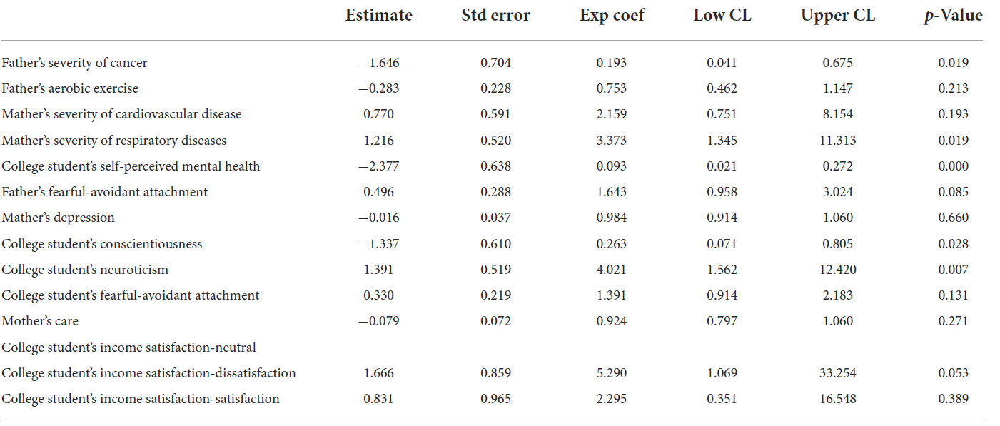 Estimate Std error Exp coef Low CL Upper CL p-Value
Father’s severity of cancer −1.646 0.704 0.193 0.041 0.675 0.019
Father’s aerobic exercise −0.283 0.228 0.753 0.462 1.147 0.213
Mather’s severity of cardiovascular disease 0.770 0.591 2.159 0.751 8.154 0.193
Mather’s severity of respiratory diseases 1.216 0.520 3.373 1.345 11.313 0.019
College student’s self-perceived mental health −2.377 0.638 0.093 0.021 0.272 0.000
Father’s fearful-avoidant attachment 0.496 0.288 1.643 0.958 3.024 0.085
Mather’s depression −0.016 0.037 0.984 0.914 1.060 0.660
College student’s conscientiousness −1.337 0.610 0.263 0.071 0.805 0.028
College student’s neuroticism 1.391 0.519 4.021 1.562 12.420 0.007
College student’s fearful-avoidant attachment 0.330 0.219 1.391 0.914 2.183 0.131
Mother’s care −0.079 0.072 0.924 0.797 1.060 0.271
College student’s income satisfaction-neutral
College student’s income satisfaction-dissatisfaction 1.666 0.859 5.290 1.069 33.254 0.053
College student’s income satisfaction-satisfaction 0.831 0.965 2.295 0.351 16.548 0.389